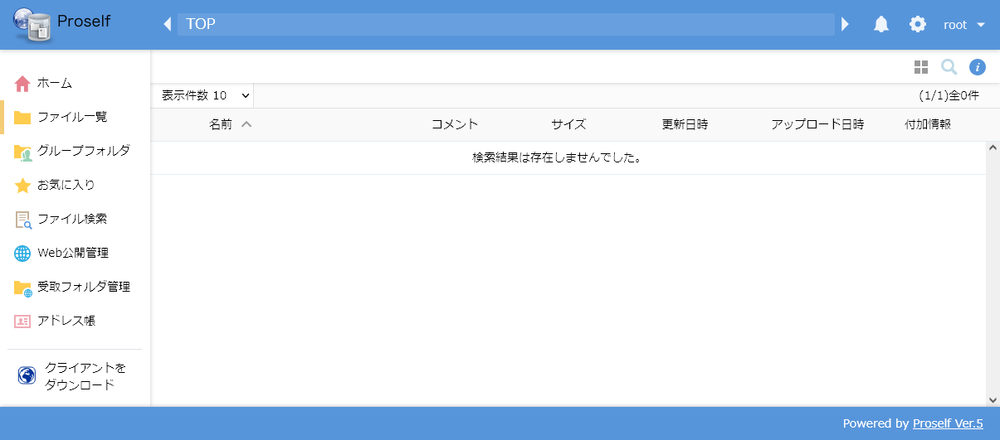 Proself
TOP
root
ホーム
ファイル一覧
グループフォルダ
お気に入り
ファイル検索
Web公開管理
受取フォルダ管理
アドレス帳
クライアントを
ダウンロード
表示件数 10
(1/1)全0件
名前 コメント サイズ 更新日時 アップロード日時 付加情報
検索結果は存在しませんでした。
Powered by Proself Ver.5